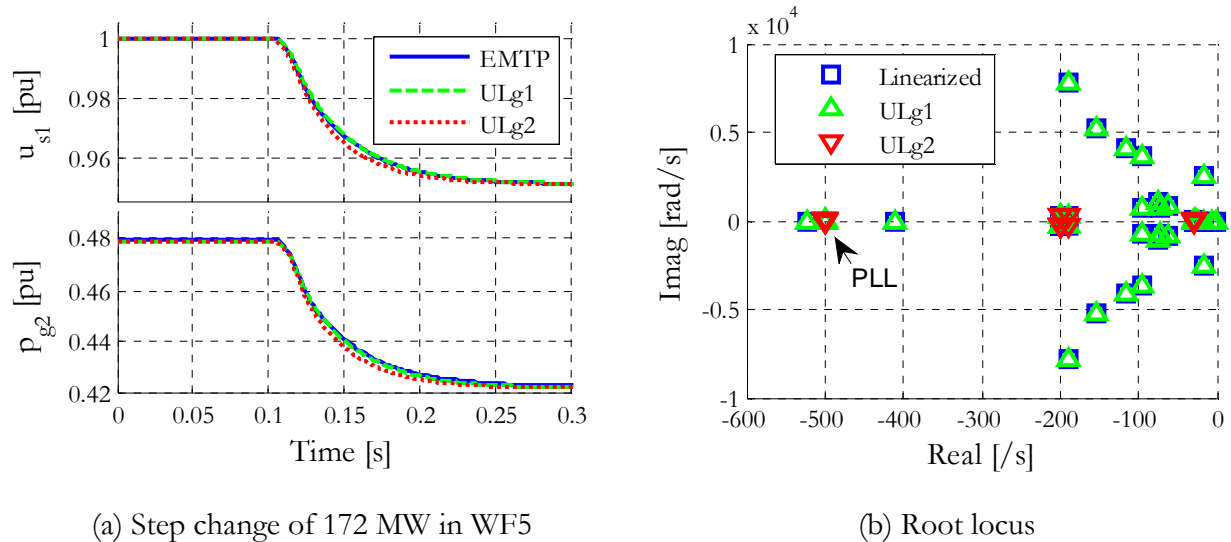 u_s1 [pu]
1
0.98
0.96
EMTP
ULg1
ULg2
p_g2 [pu]
0.48
0.46
0.44
0.42
0 0.05 0.1 0.15 0.2 0.25 0.3
Time [s]
(a) Step change of 172 MW in WF5
x 10^4
Imag [rad/s]
1
0.5
0
-0.5
-1
Linearized
ULg1
ULg2
PLL
-600 -500 -400 -300 -200 -100 0
Real [/s]
(b) Root locus